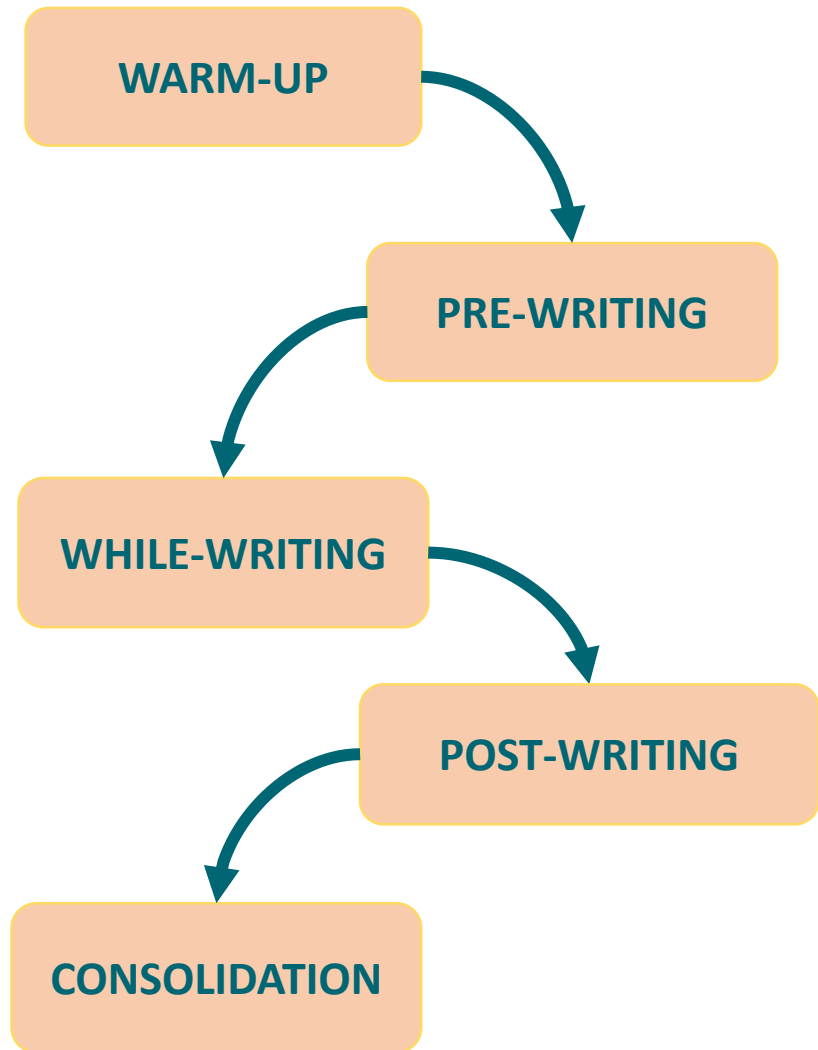 WARM-UP
PRE-WRITING
WHILE-WRITING
POST-WRITING
CONSOLIDATION